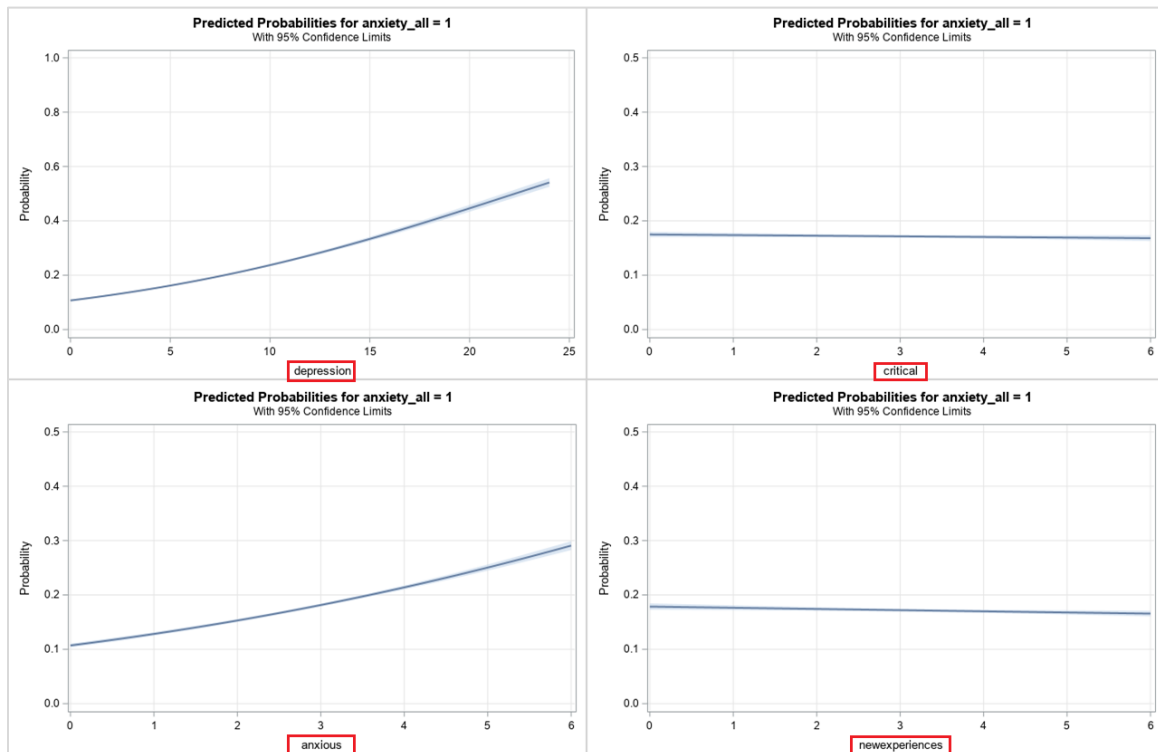 Predicted Probabilities for anxiety_all = 1
With 95% Confidence Limits
1.0
0.8
0.6
0.4
0.2
0.0
Probability
0 5 10 15 20 25
depression
Predicted Probabilities for anxiety_all = 1
With 95% Confidence Limits
0.5
0.4
0.3
0.2
0.1
0.0
Probability
0 1 2 3 4 5 6
critical
Predicted Probabilities for anxiety_all = 1
With 95% Confidence Limits
0.5
0.4
0.3
0.2
0.1
0.0
Probability
0 1 2 3 4 5 6
anxious
Predicted Probabilities for anxiety_all = 1
With 95% Confidence Limits
0.5
0.4
0.3
0.2
0.1
0.0
Probability
0 1 2 3 4 5 6
newexperiences